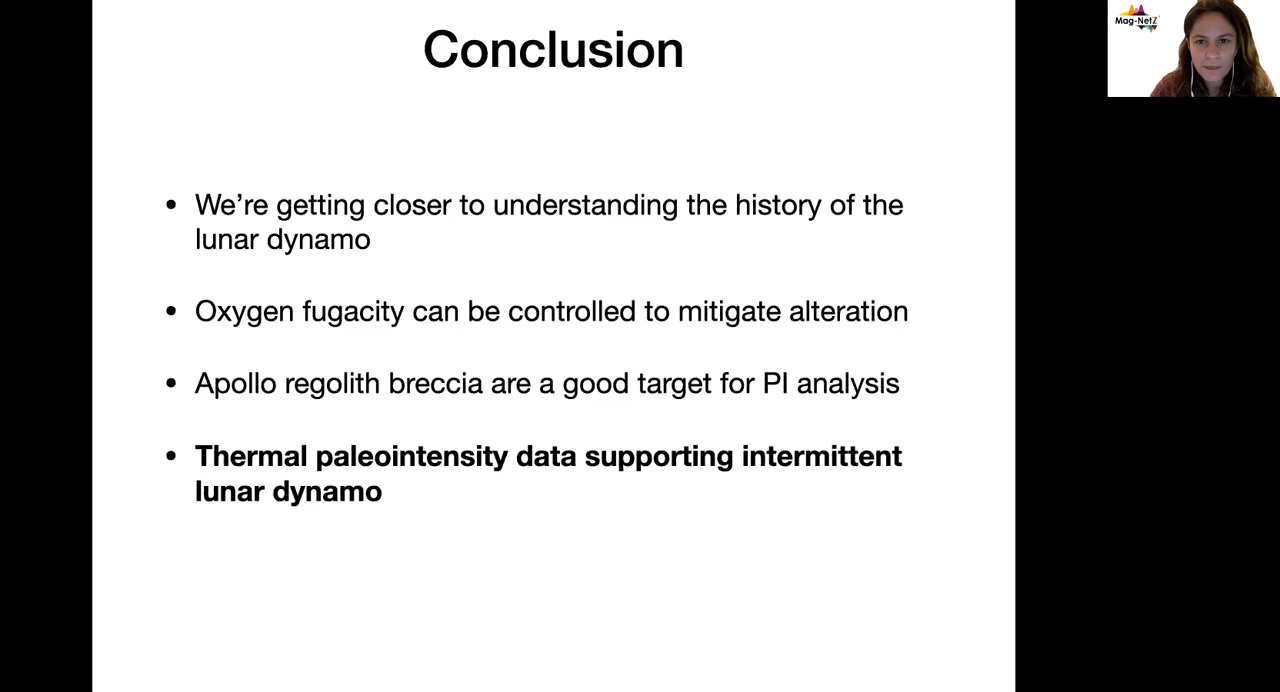 Conclusion
Mag-NetZ
• We’re getting closer to understanding the history of the
lunar dynamo
• Oxygen fugacity can be controlled to mitigate alteration
• Apollo regolith breccia are a good target for PI analysis
• Thermal paleointensity data supporting intermittent
lunar dynamo